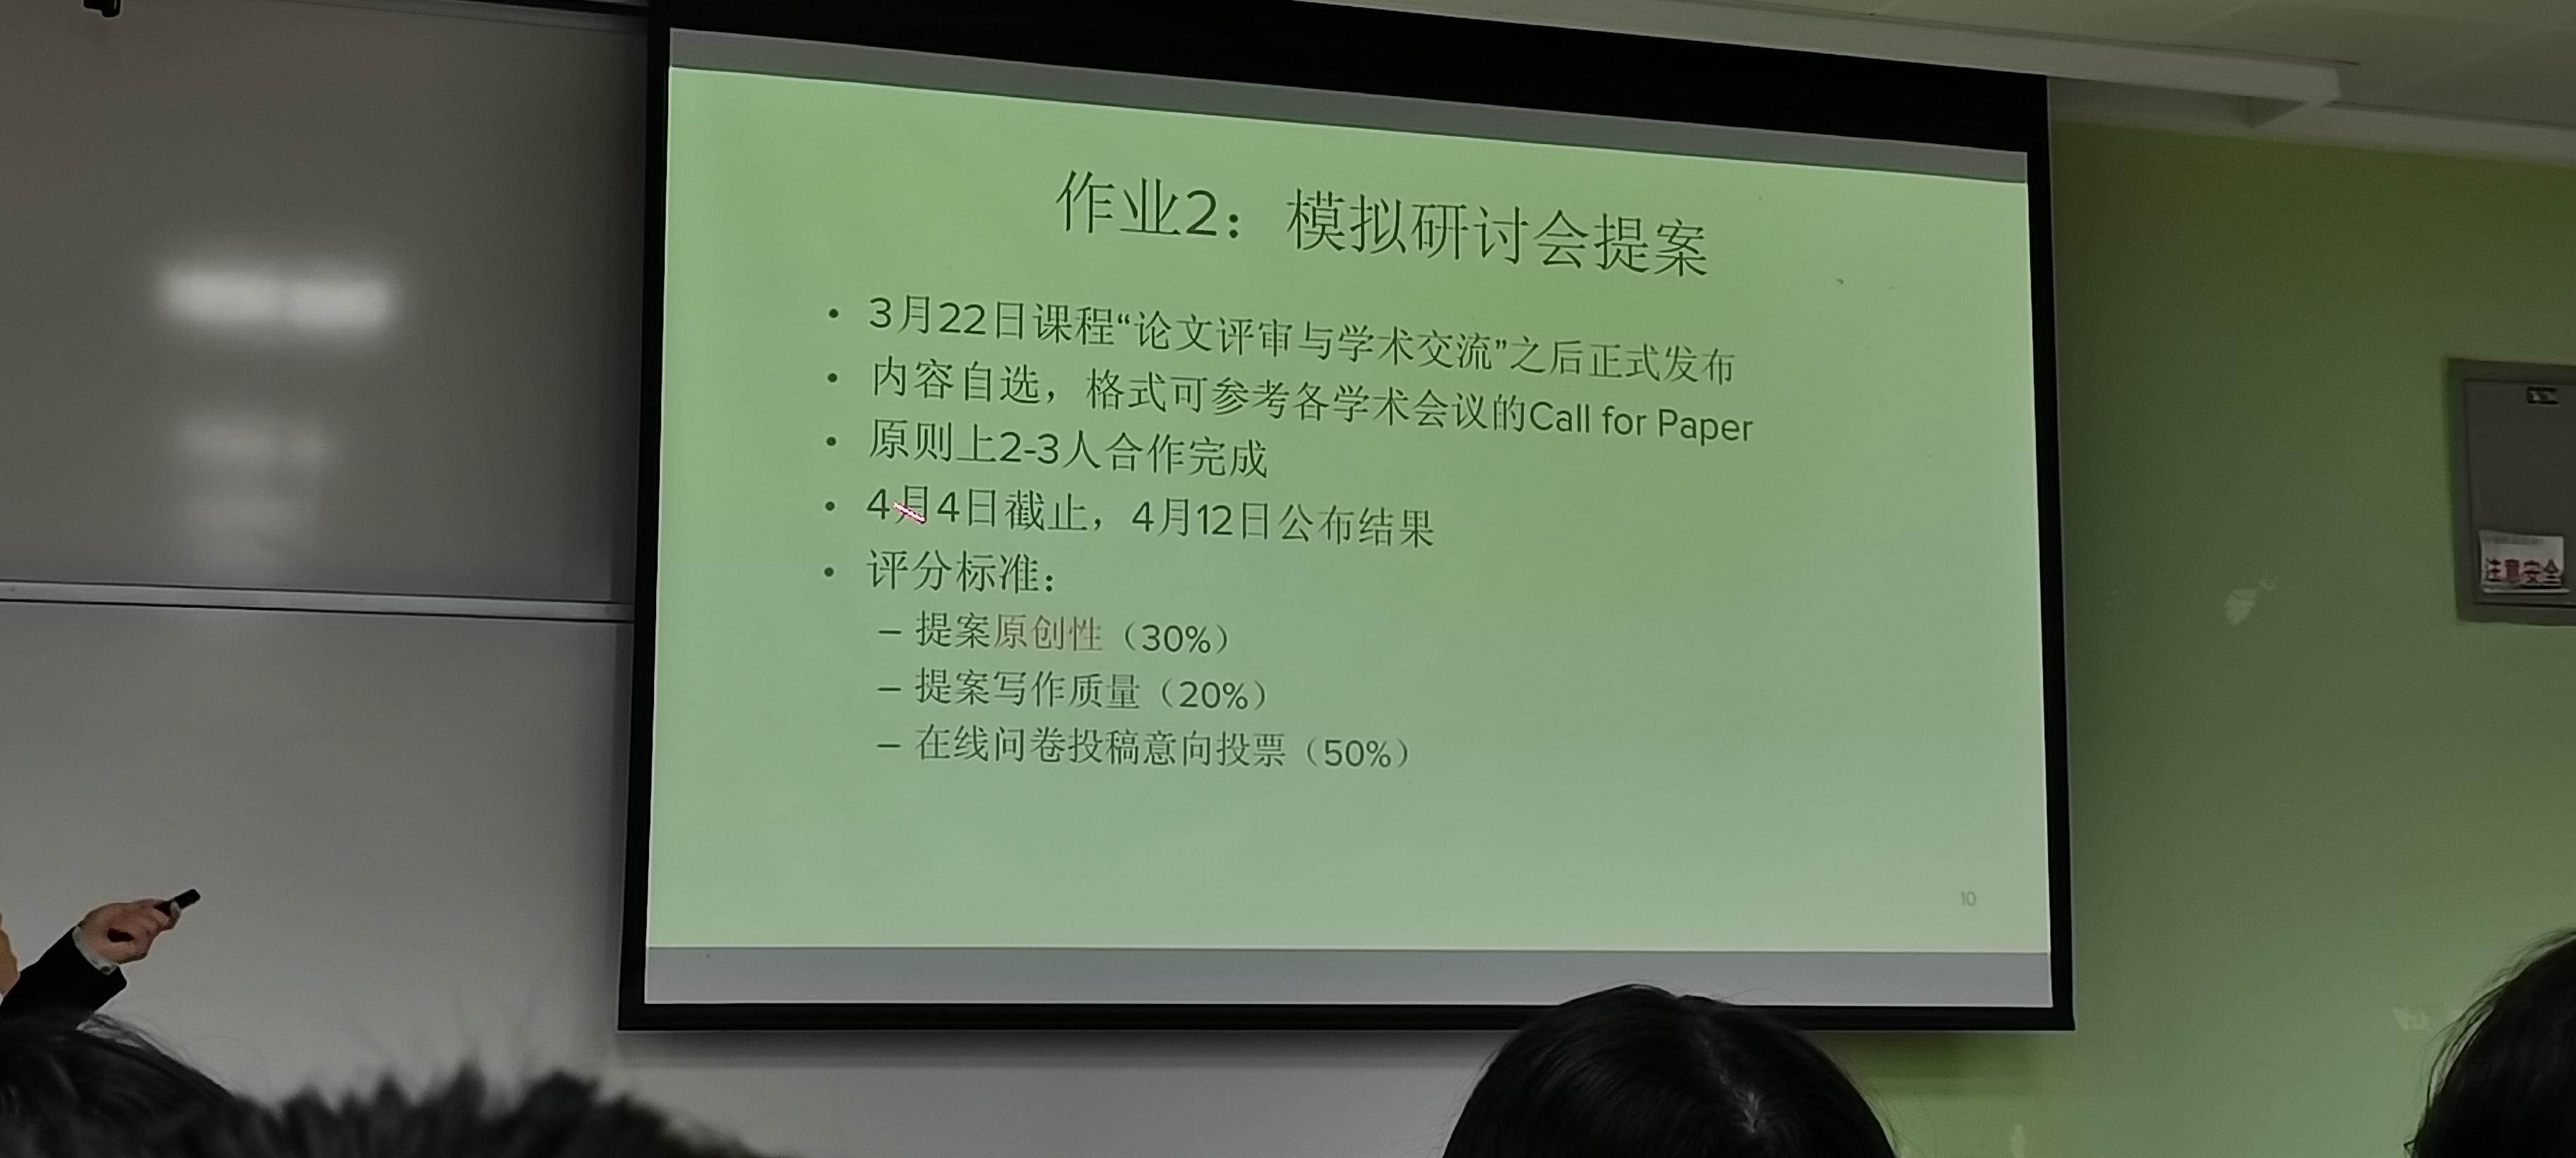 作业2：模拟研讨会提案
• 3月22日课程“论文评审与学术交流”之后正式发布
• 内容自选，格式可参考各学术会议的Call for Paper
• 原则上2-3人合作完成
• 4月4日截止，4月12日公布结果
• 评分标准：
– 提案原创性（30%）
– 提案写作质量（20%）
– 在线问卷投稿意向投票（50%）
10
注意安全